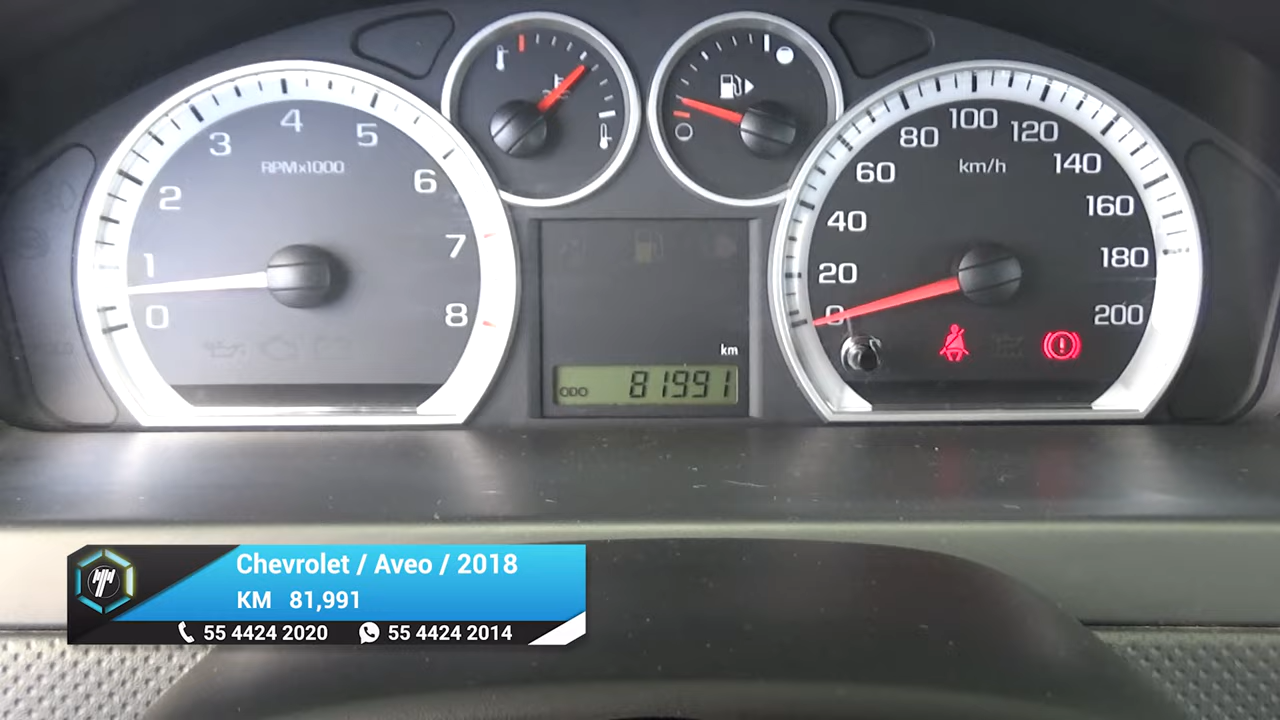 0 1 2 3 4 5 6 7 8
RPMx1000
0 20 40 60 80 100 120 140 160 180 200
km/h
km
ODO 81991
Chevrolet / Aveo / 2018
KM 81,991
55 4424 2020 55 4424 2014